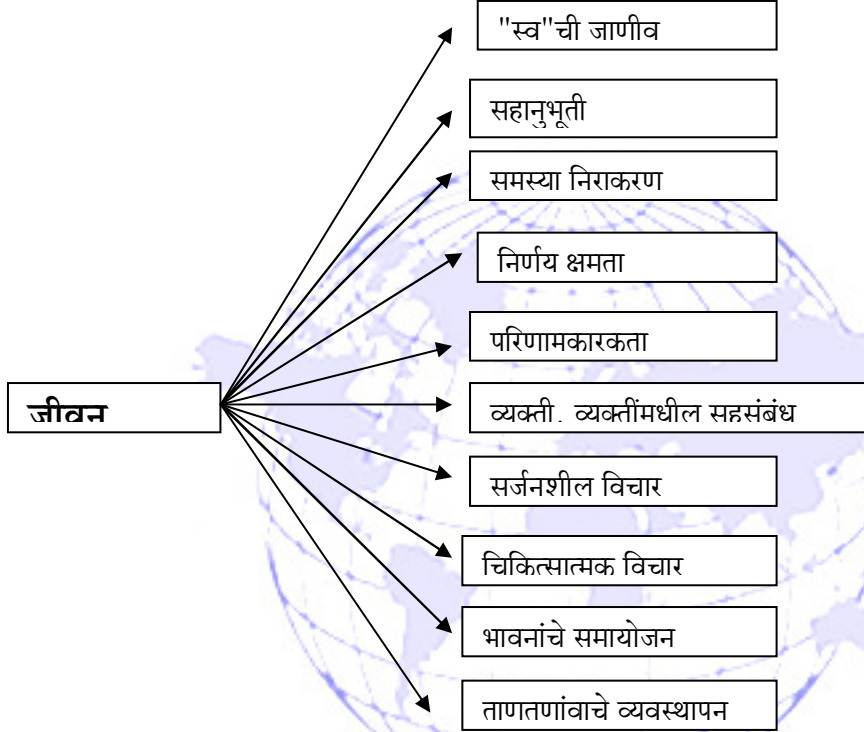 "स्व"ची जाणीव
सहानुभूती
समस्या निराकरण
निर्णय क्षमता
परिणामकारकता
जीवन
व्यक्ती. व्यक्तींमधील सहसंबंध
सर्जनशील विचार
चिकित्सात्मक विचार
भावनांचे समायोजन
ताणतणांवाचे व्यवस्थापन